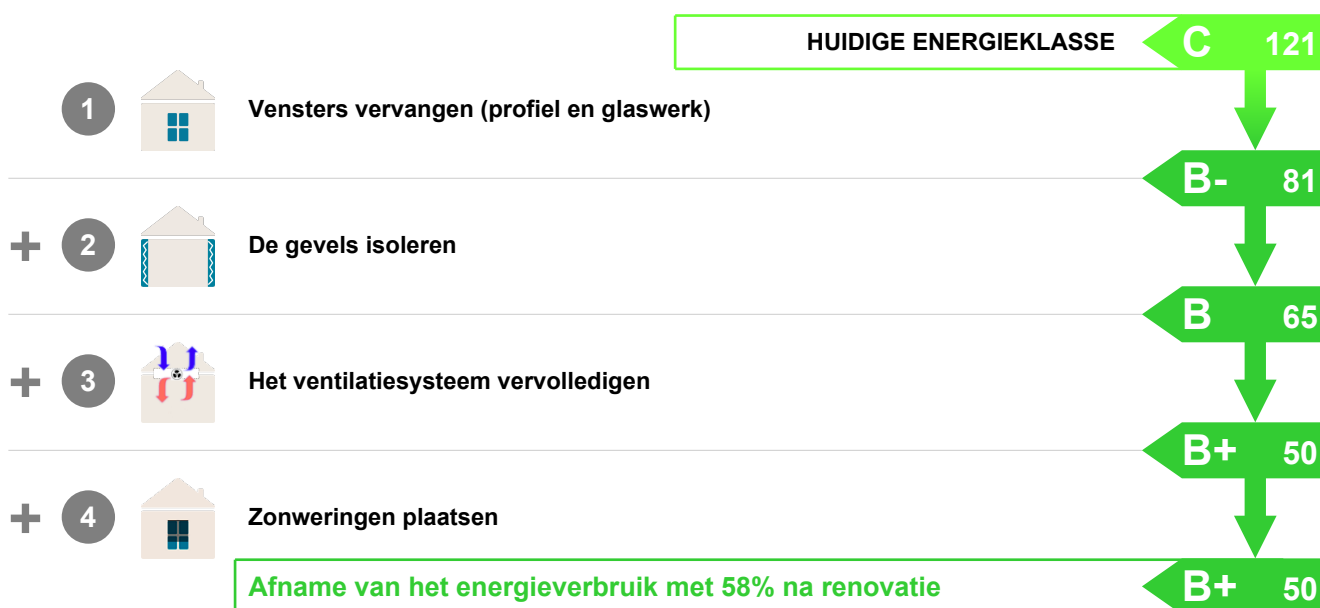 HUIDIGE ENERGIEKLASSE C 121
1 Vensters vervangen (profiel en glaswerk)
B- 81
+ 2 De gevels isoleren
B 65
+ 3 Het ventilatiesysteem vervolledigen
B+ 50
+ 4 Zonweringen plaatsen
Afname van het energieverbruik met 58% na renovatie B+ 50